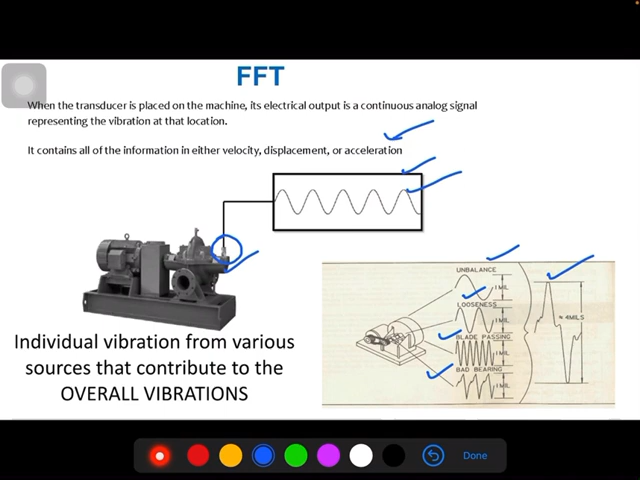 FFT
When the transducer is placed on the machine, its electrical output is a continuous analog signal
representing the vibration at that location.
It contains all of the information in either velocity, displacement, or acceleration
UNBALANCE
1 MIL
LOOSENESS
1 MIL
BLADE PASSING
1 MIL
BAD BEARING
1 MIL
≈ 4MILS
Individual vibration from various
sources that contribute to the
OVERALL VIBRATIONS
Done